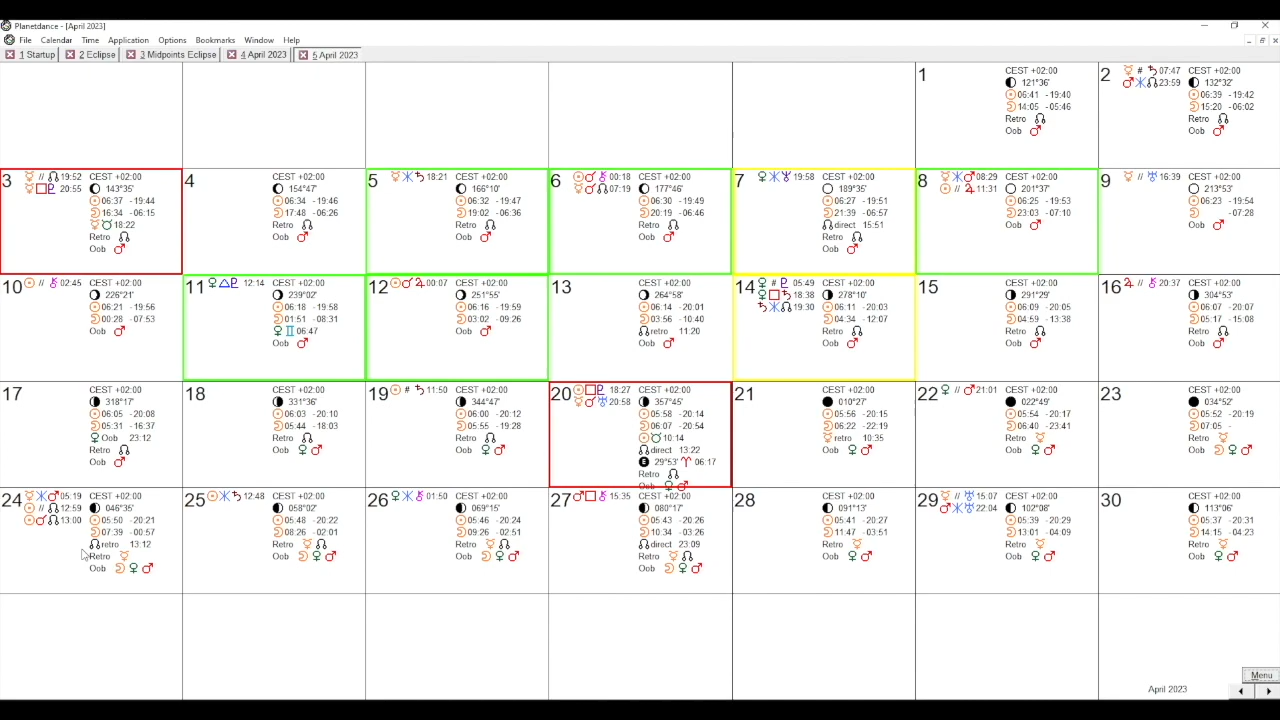 Planetdance - [April 2023]
File Calendar Time Application Options Bookmarks Window Help
1 Startup 2 Eclipse 3 Midpoints Eclipse 4 April 2023 5 April 2023
1
CEST +02:00
121°36'
06:41 -19:40
14:05 -05:46
Retro ☊
Oob ♂
2
☿ # ♄ 07:47
♂ ⚹ ☊ 23:59
CEST +02:00
132°32'
06:39 -19:42
15:20 -06:02
Retro ☊
Oob ♂
3
☿ // ☊ 19:52
☿ □ ♇ 20:55
CEST +02:00
143°35'
06:37 -19:44
16:34 -06:15
☿ ♉ 18:22
Retro ☊
Oob ♂
4
CEST +02:00
154°47'
06:34 -19:46
17:48 -06:26
Retro ☊
Oob ♂
5
☿ ⚹ ♄ 18:21
CEST +02:00
166°10'
06:32 -19:47
19:02 -06:36
Retro ☊
Oob ♂
6
☉ ☌ ⚷ 00:18
☿ ☌ ☊ 07:19
CEST +02:00
177°46'
06:30 -19:49
20:19 -06:46
Retro ☊
Oob ♂
7
♀ ⚹ ♅ 19:58
CEST +02:00
189°35'
06:27 -19:51
21:39 -06:57
☊ direct 15:51
Retro ☊
Oob ♂
8
☿ ⚹ ♂ 08:29
☉ // ♃ 11:31
CEST +02:00
201°37'
06:25 -19:53
23:03 -07:10
Oob ♂
9
☿ // ♅ 16:39
CEST +02:00
213°53'
06:23 -19:54
-07:28
Oob ♂
10
☉ // ⚷ 02:45
CEST +02:00
226°21'
06:21 -19:56
00:28 -07:53
Oob ♂
11
♀ △ ♇ 12:14
CEST +02:00
239°02'
06:18 -19:58
01:51 -08:31
♀ ♊ 06:47
Oob ♂
12
☉ ☌ ♃ 00:07
CEST +02:00
251°55'
06:16 -19:59
03:02 -09:26
Oob ♂
13
CEST +02:00
264°58'
06:14 -20:01
03:56 -10:40
☊ retro 11:20
Oob ♂
14
♀ # ♇ 05:49
♀ □ ♄ 18:38
♄ ⚹ ☊ 19:30
CEST +02:00
278°10'
06:11 -20:03
04:34 -12:07
Retro ☊
Oob ♂
15
CEST +02:00
291°29'
06:09 -20:05
04:59 -13:38
Retro ☊
Oob ♂
16
♃ // ⚷ 20:37
CEST +02:00
304°53'
06:07 -20:07
05:17 -15:08
Retro ☊
Oob ♂
17
CEST +02:00
318°17'
06:05 -20:08
05:31 -16:37
♀ Oob 23:12
Retro ☊
Oob ♂
18
CEST +02:00
331°36'
06:03 -20:10
05:44 -18:03
Retro ☊
Oob ♀ ♂
19
☉ # ♄ 11:50
CEST +02:00
344°47'
06:00 -20:12
05:55 -19:28
Retro ☊
Oob ♀ ♂
20
☉ □ ♇ 18:27
☿ ☌ ♅ 20:58
CEST +02:00
357°45'
05:58 -20:14
06:07 -20:54
☉ ♉ 10:14
☊ direct 13:22
E 29°53' ♈ 06:17
Retro ☊
Oob ♀ ♂
21
CEST +02:00
010°27'
05:56 -20:15
06:22 -22:19
☿ retro 10:35
Oob ♀ ♂
22
♀ // ♂ 21:01
CEST +02:00
022°49'
05:54 -20:17
06:40 -23:41
Retro ☿
Oob ♀ ♂
23
CEST +02:00
034°52'
05:52 -20:19
07:05 -
Retro ☿
Oob ☽ ♀ ♂
24
☿ ⚹ ♂ 05:19
☉ // ☊ 12:59
☉ ☌ ☊ 13:00
CEST +02:00
046°35'
05:50 -20:21
07:39 -00:57
☊ retro 13:12
Retro ☿
Oob ☽ ♀ ♂
25
☉ ⚹ ♄ 12:48
CEST +02:00
058°02'
05:48 -20:22
08:26 -02:01
Retro ☿ ☊
Oob ☽ ♀ ♂
26
♀ ⚹ ⚷ 01:50
CEST +02:00
069°15'
05:46 -20:24
09:26 -02:51
Retro ☿ ☊
Oob ☽ ♀ ♂
27
♂ □ ⚷ 15:35
CEST +02:00
080°17'
05:43 -20:26
10:34 -03:26
☊ direct 23:09
Retro ☿ ☊
Oob ☽ ♀ ♂
28
CEST +02:00
091°13'
05:41 -20:27
11:47 -03:51
Retro ☿
Oob ♀ ♂
29
☿ // ♅ 15:07
♂ ⚹ ♅ 22:04
CEST +02:00
102°08'
05:39 -20:29
13:01 -04:09
Retro ☿
Oob ♀ ♂
30
CEST +02:00
113°06'
05:37 -20:31
14:15 -04:23
Retro ☿
Oob ♀ ♂
Menu
April 2023